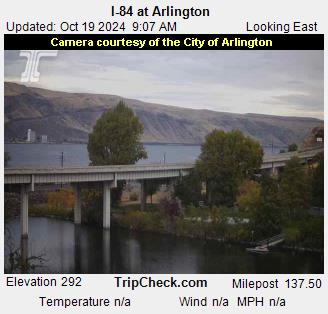 I-84 at Arlington
Updated: Oct 19 2024 9:07 AM Looking East
Camera courtesy of the City of Arlington
Elevation 292 TripCheck.com Milepost 137.50
Temperature n/a Wind n/a MPH n/a